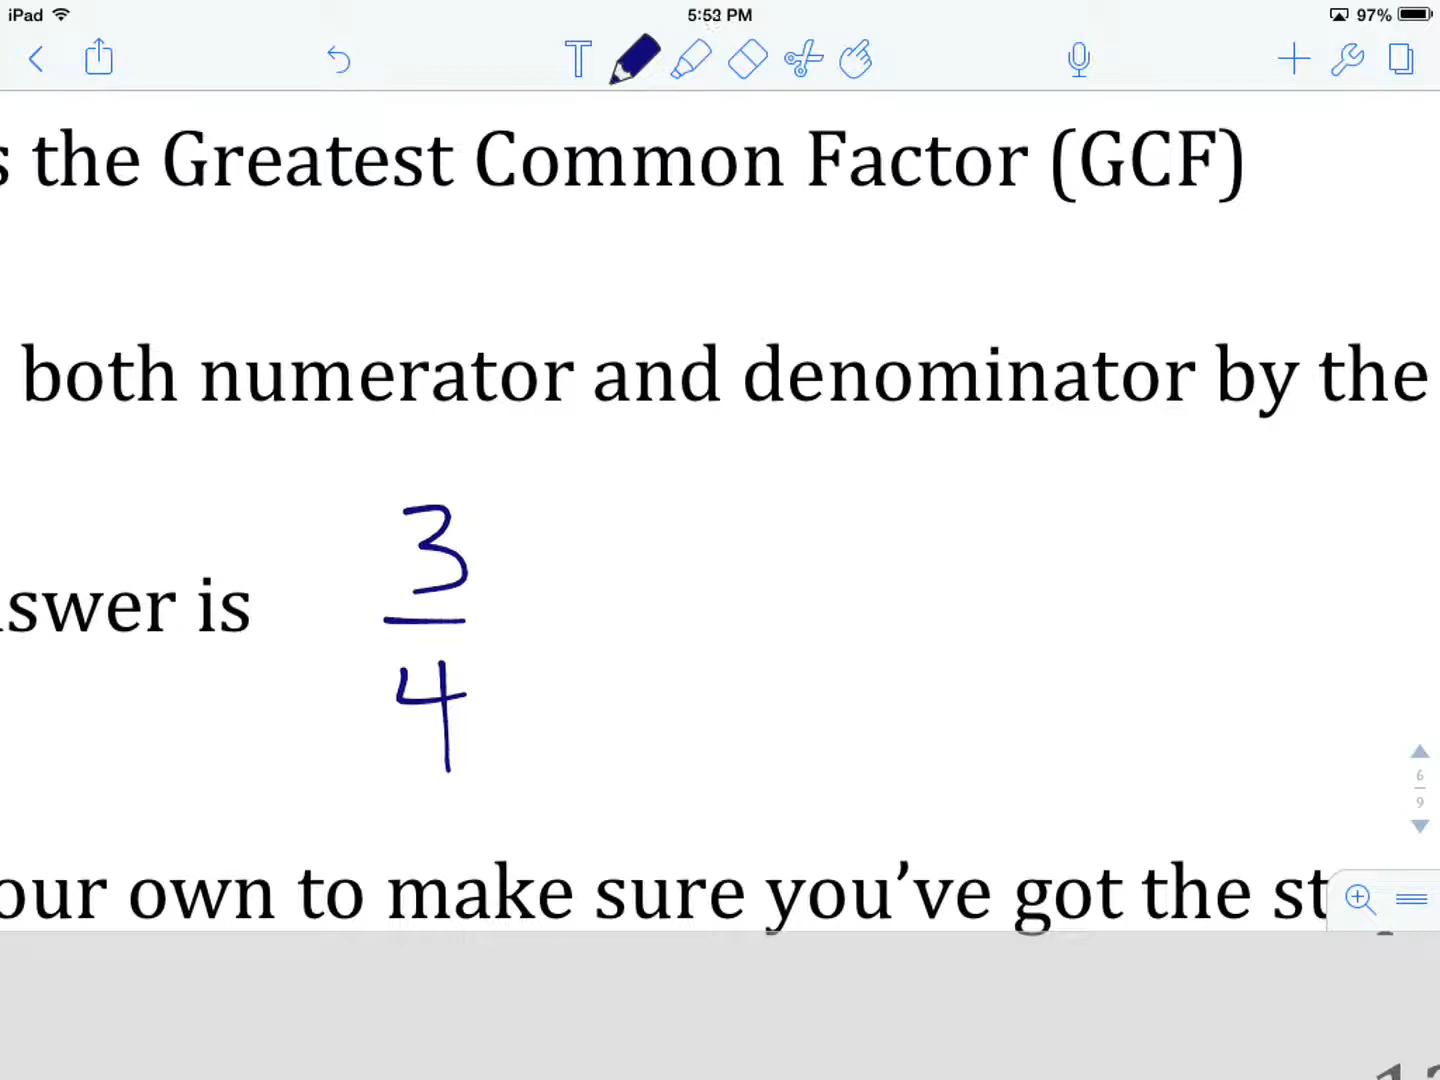 iPad 5:53 PM 97%
T
s the Greatest Common Factor (GCF)
both numerator and denominator by the
3
swer is
4
6
9
our own to make sure you've got the